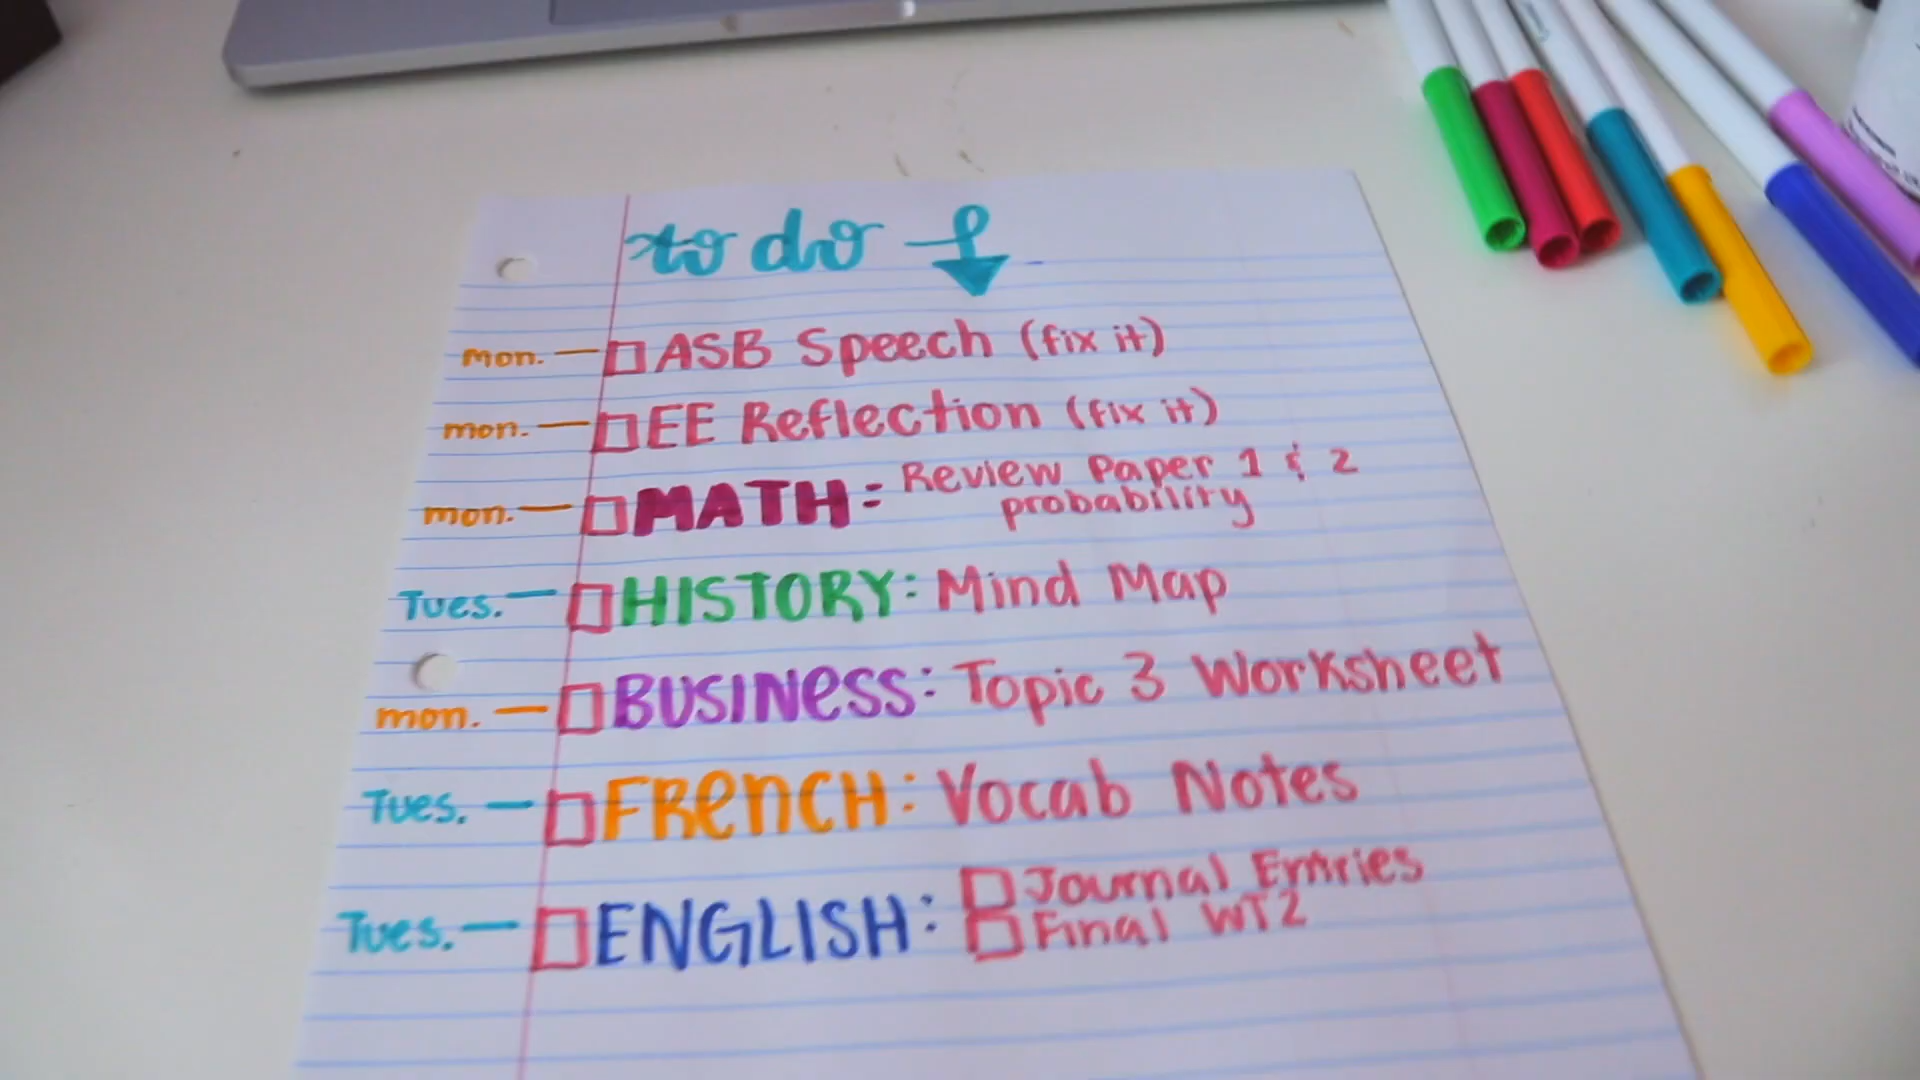 to do
mon. — ASB Speech (fix it)
mon. — EE Reflection (fix it)
mon. — MATH: Review Paper 1 & 2
probability
Tues. — HISTORY: Mind Map
mon. — BUSINESS: Topic 3 Worksheet
Tues. — FRENCH: Vocab Notes
Tues. — ENGLISH: Journal Entries
Final WT2